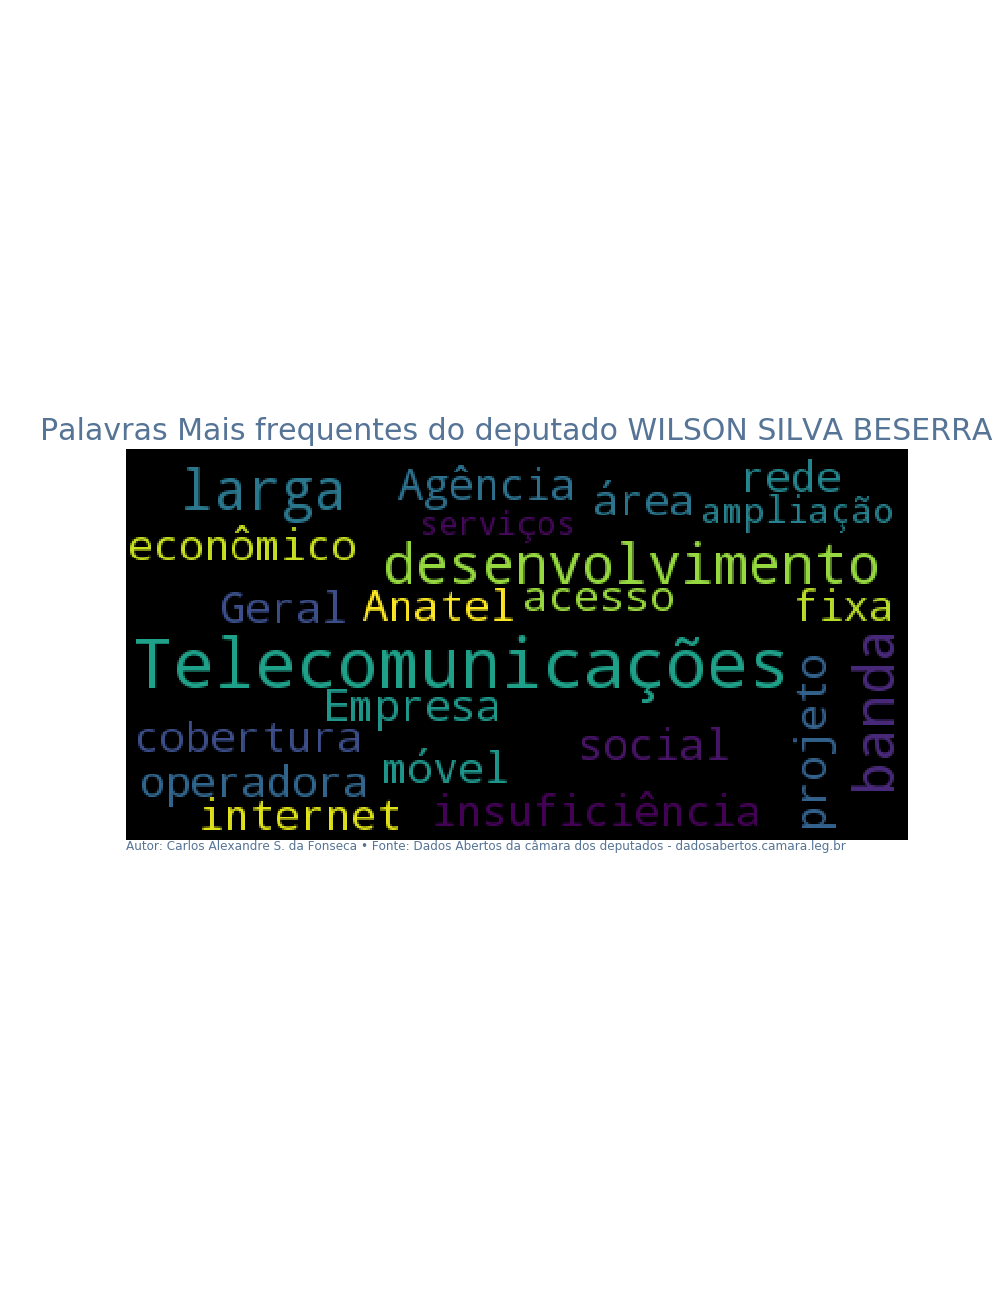 Palavras Mais frequentes do deputado WILSON SILVA BESERRA
larga
Agência
área
rede
ampliação
serviços
econômico
desenvolvimento
Geral
Anatel
acesso
fixa
Telecomunicações
Empresa
cobertura
social
projeto
banda
operadora
móvel
internet
insuficiência
Autor: Carlos Alexandre S. da Fonseca • Fonte: Dados Abertos da câmara dos deputados - dadosabertos.camara.leg.br